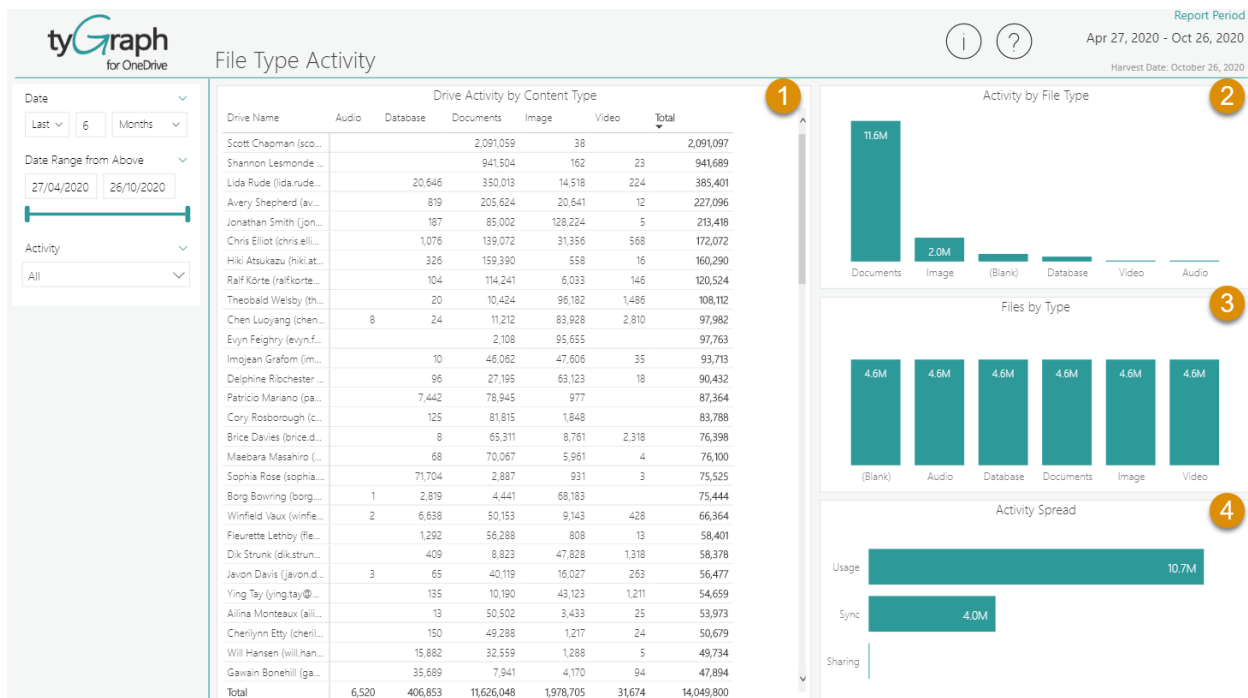 tyGraph
for OneDrive
File Type Activity
i
?
Report Period
Apr 27, 2020 - Oct 26, 2020
Harvest Date: October 26, 2020
Date
Last 6 Months
Date Range from Above
27/04/2020 26/10/2020
Activity
All
Drive Activity by Content Type
1
Drive Name Audio Database Documents Image Video Total
Scott Chapman (sco... 2,091,059 38 2,091,097
Shannon Lesmonde ... 941,504 162 23 941,689
Lida Rude (lida.rude... 20,646 350,013 14,518 224 385,401
Avery Shepherd (av... 819 205,624 20,641 12 227,096
Jonathan Smith (jon... 187 85,002 128,224 5 213,418
Chris Elliot (chris.elli... 1,076 139,072 31,356 568 172,072
Hiki Atsukazu (hiki.at... 326 159,390 558 16 160,290
Ralf Körte (ralf.korte... 104 114,241 6,033 146 120,524
Theobald Welsby (th... 20 10,424 96,182 1,486 108,112
Chen Luoyang (chen... 8 24 11,212 83,928 2,810 97,982
Evyn Feighry (evyn.f... 2,108 95,655 97,763
Imojean Grafom (im... 10 46,062 47,606 35 93,713
Delphine Ribchester ... 96 27,195 63,123 18 90,432
Patricio Mariano (pa... 7,442 78,945 977 87,364
Cory Rosborough (c... 125 81,815 1,848 83,788
Brice Davies (brice.d... 8 65,311 8,761 2,318 76,398
Maebara Masahiro (... 68 70,067 5,961 4 76,100
Sophia Rose (sophia.... 71,704 2,887 931 3 75,525
Borg Bowring (borg.... 1 2,819 4,441 68,183 75,444
Winfield Vaux (winfie... 2 6,638 50,153 9,143 428 66,364
Fleurette Lethby (fle... 1,292 56,288 808 13 58,401
Dik Strunk (dik.strun... 409 8,823 47,828 1,318 58,378
Javon Davis (javon.d... 3 65 40,119 16,027 263 56,477
Ying Tay (ying.tay@... 135 10,190 43,123 1,211 54,659
Ailina Monteaux (aili... 13 50,502 3,433 25 53,973
Cherilynn Etty (cheril... 150 49,288 1,217 24 50,679
Will Hansen (will.han... 15,882 32,559 1,288 5 49,734
Gawain Bonehill (ga... 35,689 7,941 4,170 94 47,894
Total 6,520 406,853 11,626,048 1,978,705 31,674 14,049,800
Activity by File Type
2
11.6M
2.0M
Documents Image (Blank) Database Video Audio
Files by Type
3
4.6M 4.6M 4.6M 4.6M 4.6M 4.6M
(Blank) Audio Database Documents Image Video
Activity Spread
4
Usage 10.7M
Sync 4.0M
Sharing